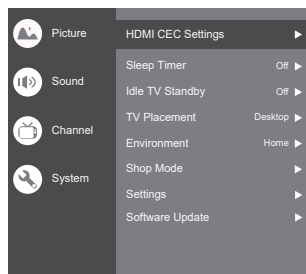 Picture
Sound
Channel
System
HDMI CEC Settings
Sleep Timer Off
Idle TV Standby Off
TV Placement Desktop
Environment Home
Shop Mode
Settings
Software Update